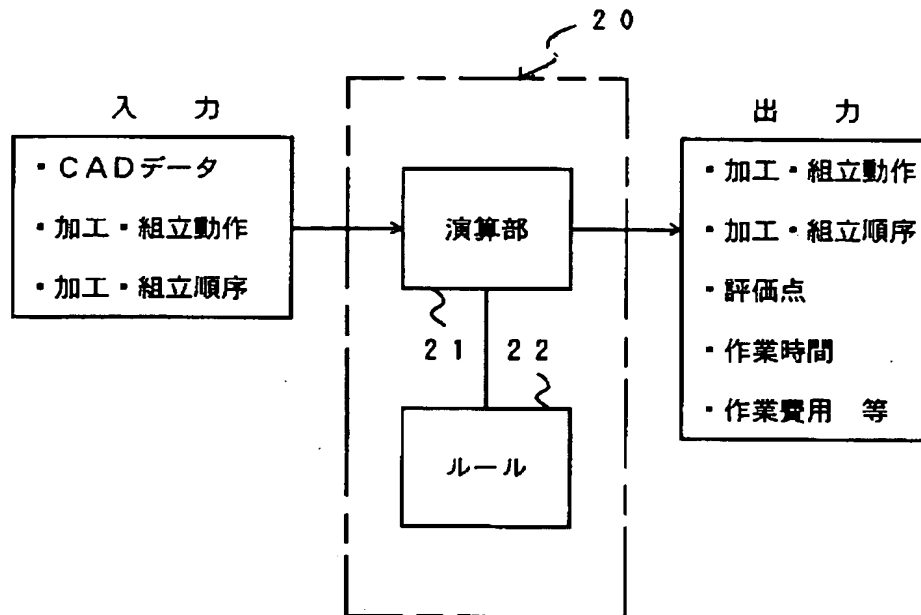 20
入 力
・CADデータ
・加工・組立動作
・加工・組立順序
演算部
21
22
ルール
出 力
・加工・組立動作
・加工・組立順序
・評価点
・作業時間
・作業費用 等